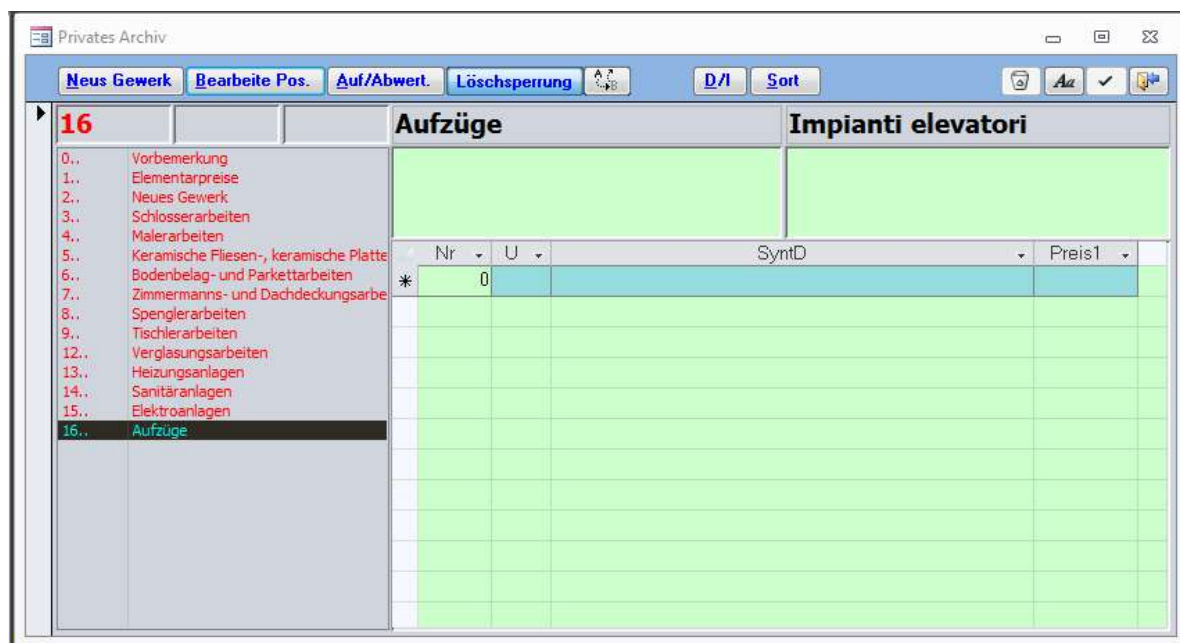 Privates Archiv
Neus Gewerk Bearbeite Pos. Auf/Abwert. Löschsperrung D/I Sort Aa
16 Aufzüge Impianti elevatori
0.. Vorbemerkung
1.. Elementarpreise
2.. Neues Gewerk
3.. Schlosserarbeiten
4.. Malerarbeiten
5.. Keramische Fliesen-, keramische Platte
6.. Bodenbelag- und Parkettarbeiten
7.. Zimmermanns- und Dachdeckungsarbe
8.. Spenglerarbeiten
9.. Tischlerarbeiten
12.. Verglasungsarbeiten
13.. Heizungsanlagen
14.. Sanitäranlagen
15.. Elektroanlagen
16.. Aufzüge
Nr U SyntD Preis1
0